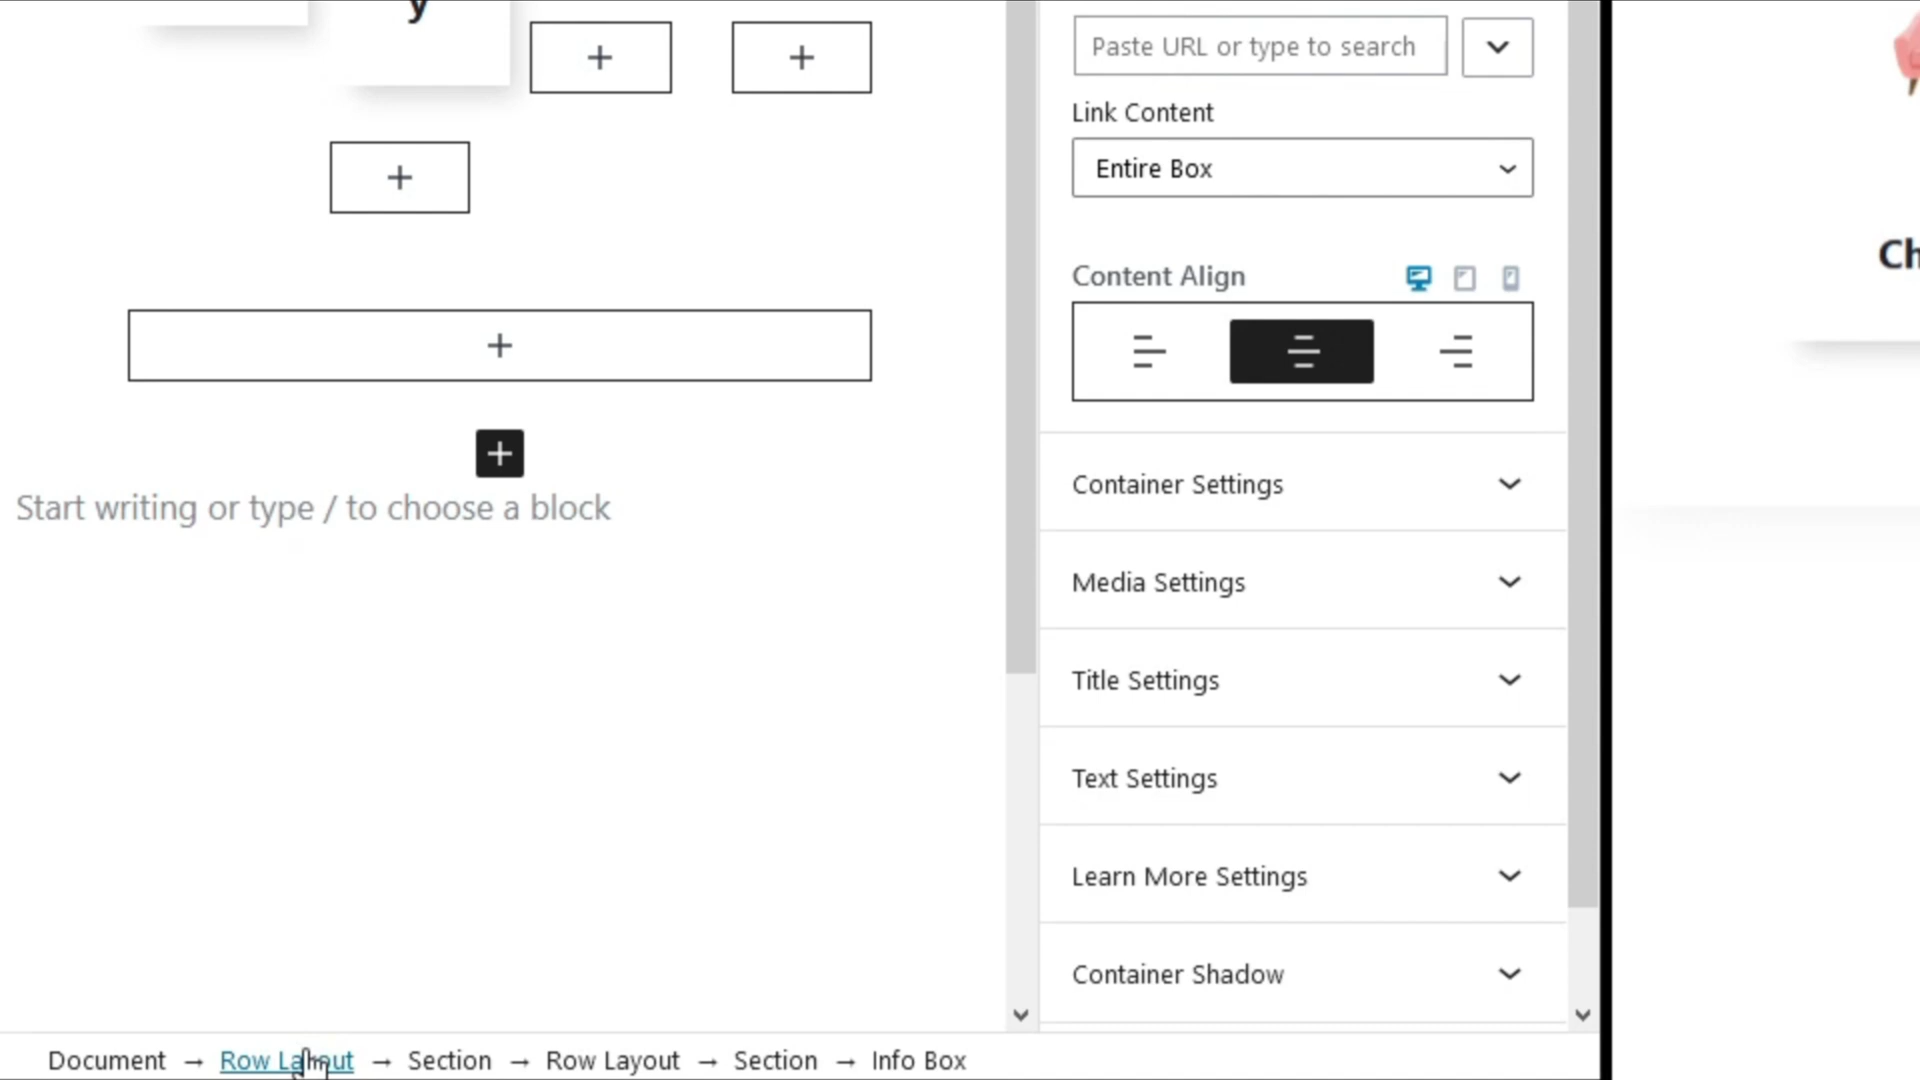 y
Paste URL or type to search
Link Content
Entire Box
Content Align
Start writing or type / to choose a block
Container Settings
Media Settings
Title Settings
Text Settings
Learn More Settings
Container Shadow
Document → Row Layout → Section → Row Layout → Section → Info Box
Ch